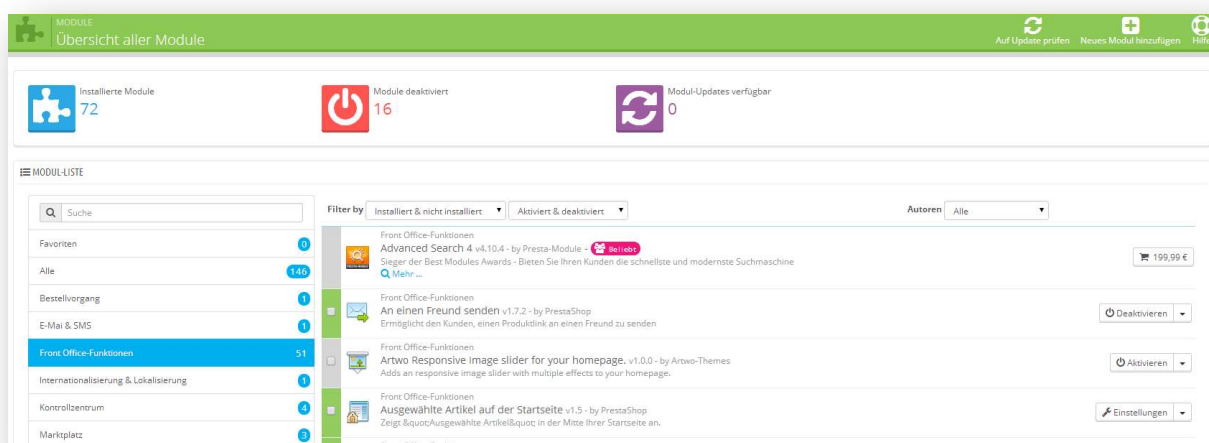 MODULE
Übersicht aller Module
Auf Update prüfen
Neues Modul hinzufügen
Hilfe
Installierte Module
72
Module deaktiviert
16
Modul-Updates verfügbar
0
MODUL-LISTE
Suche
Favoriten 0
Alle 146
Bestellvorgang 1
E-Mai & SMS 1
Front Office-Funktionen 51
Internationalisierung & Lokalisierung 1
Kontrollzentrum 4
Marktplatz 3
Filter by Installiert & nicht installiert Aktiviert & deaktiviert Autoren Alle
Front Office-Funktionen
Advanced Search 4 v4.10.4 - by Presta-Module - Beliebt
Sieger der Best Modules Awards - Bieten Sie Ihren Kunden die schnellste und modernste Suchmaschine
Mehr ...
199,99 €
Front Office-Funktionen
An einen Freund senden v1.7.2 - by PrestaShop
Ermöglicht den Kunden, einen Produktlink an einen Freund zu senden
Deaktivieren
Front Office-Funktionen
Artwo Responsive image slider for your homepage. v1.0.0 - by Artwo-Themes
Adds an responsive image slider with multiple effects to your homepage.
Aktivieren
Front Office-Funktionen
Ausgewählte Artikel auf der Startseite v1.5 - by PrestaShop
Zeigt &quot;Ausgewählte Artikel&quot; in der Mitte Ihrer Startseite an.
Einstellungen